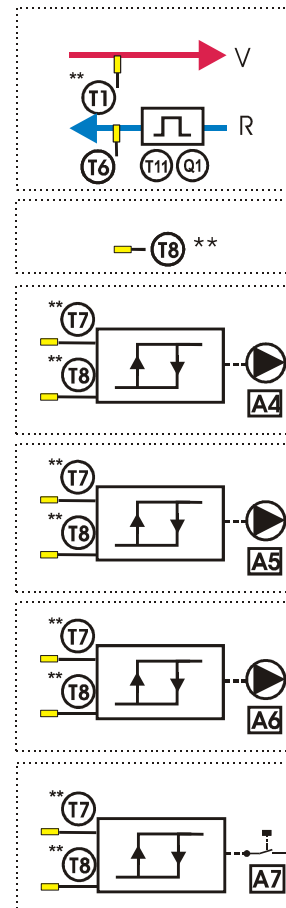 V
** T1
R
T6 T11 Q1
T8 **
** T7
** T8
A4
** T7
** T8
A5
** T7
** T8
A6
** T7
** T8
A7